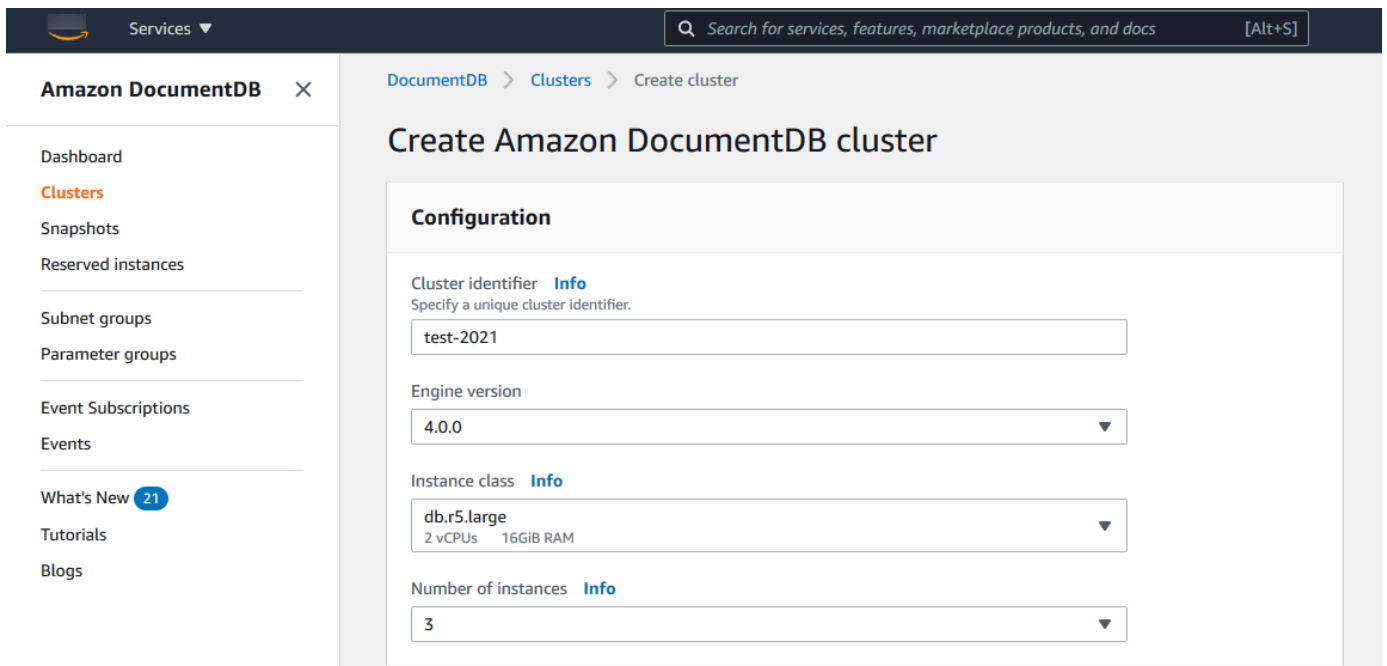 Services ▼
Search for services, features, marketplace products, and docs [Alt+S]
Amazon DocumentDB
Dashboard
Clusters
Snapshots
Reserved instances
Subnet groups
Parameter groups
Event Subscriptions
Events
What's New 21
Tutorials
Blogs
DocumentDB > Clusters > Create cluster
Create Amazon DocumentDB cluster
Configuration
Cluster identifier Info
Specify a unique cluster identifier.
test-2021
Engine version
4.0.0
Instance class Info
db.r5.large
2 vCPUs 16GiB RAM
Number of instances Info
3